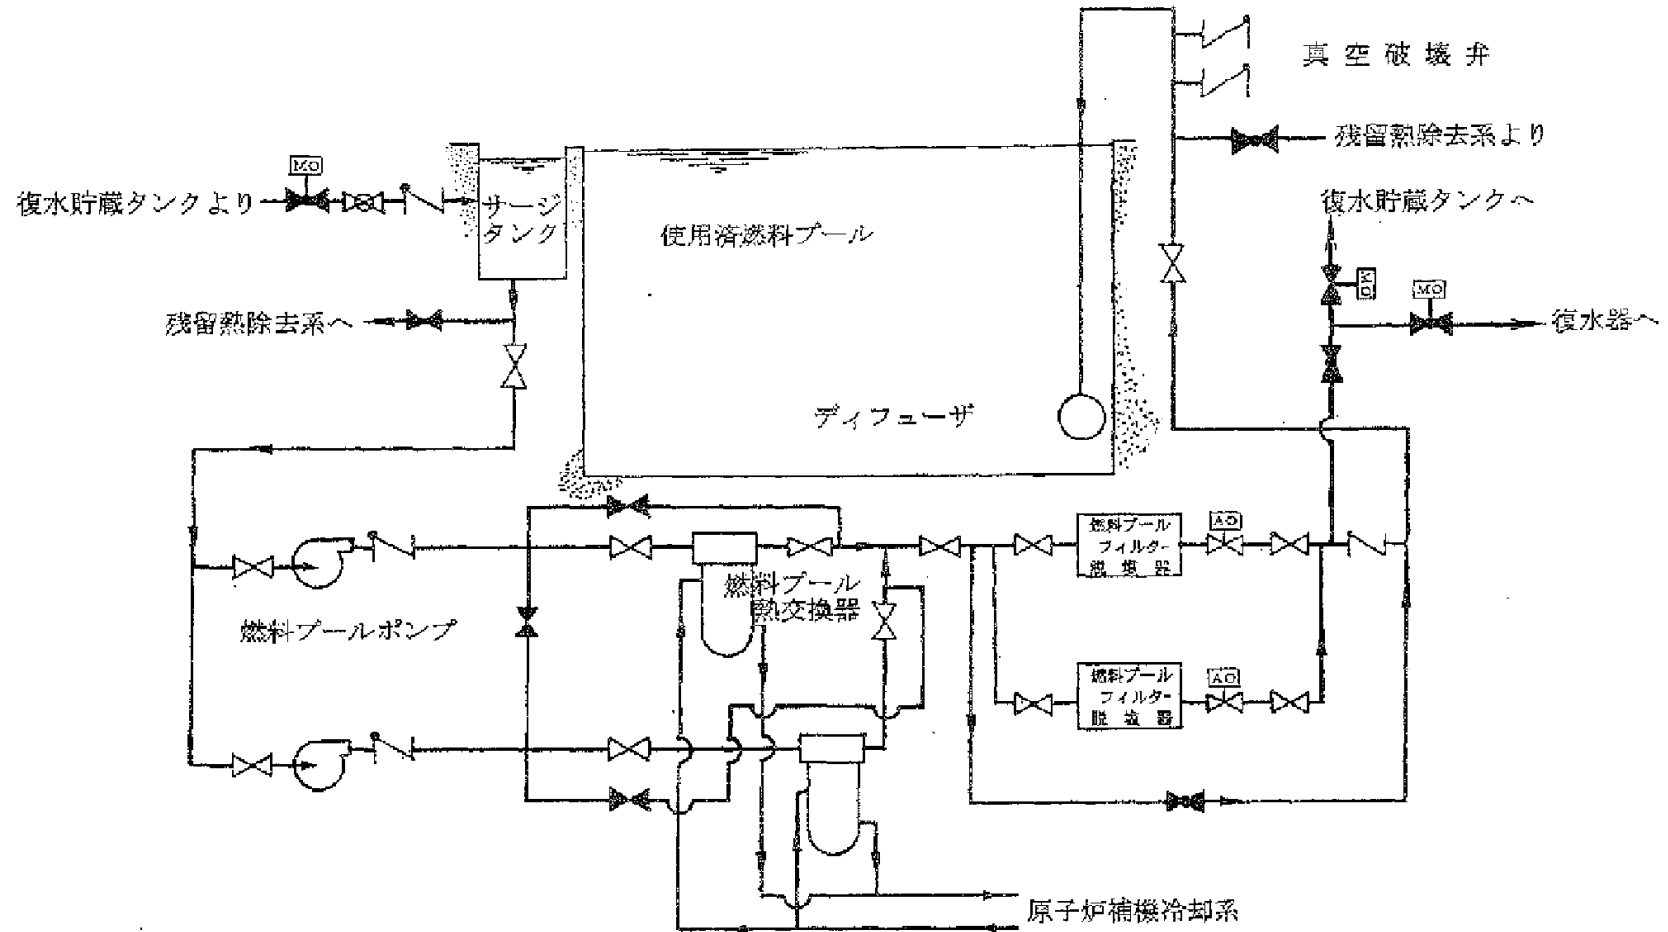 真空破壊弁
残留熱除去系より
MO
復水貯蔵タンクより
サージ
タンク
使用済燃料プール
復水貯蔵タンクへ
MO
MO
復水器へ
残留熱除去系へ
ディフューザ
燃料プール
フィルター
脱塩器
AO
燃料プール
熱交換器
燃料プールポンプ
燃料プール
フィルター
脱塩器
AO
原子炉補機冷却系